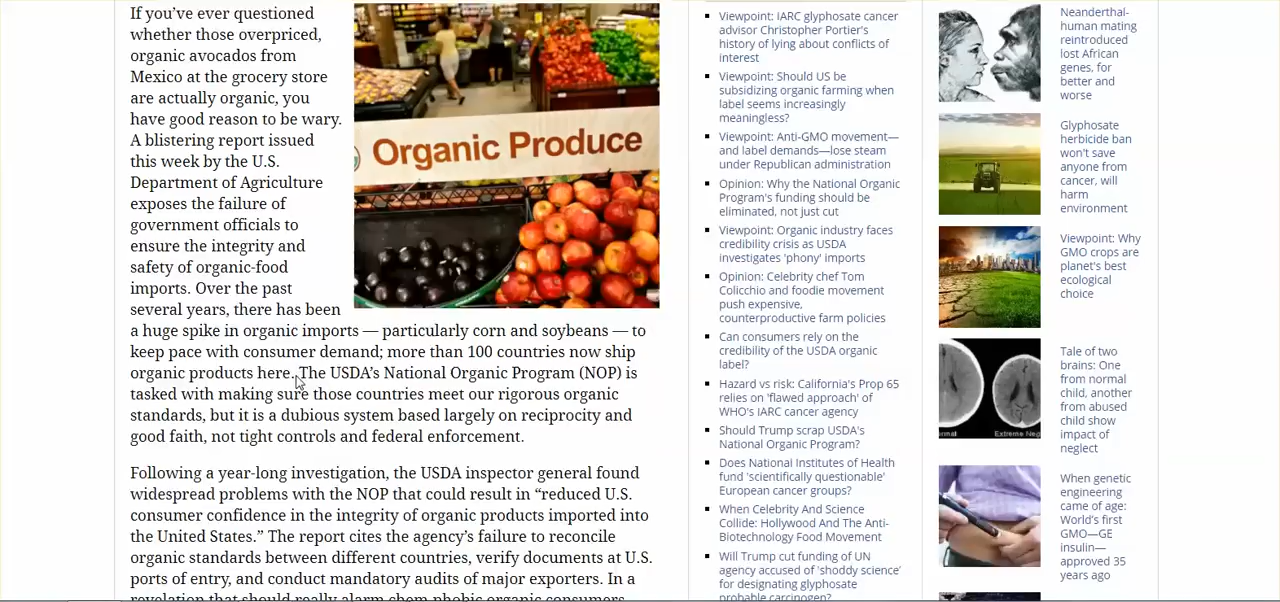 If you’ve ever questioned
whether those overpriced,
organic avocados from
Mexico at the grocery store
are actually organic, you
have good reason to be wary.
A blistering report issued
this week by the U.S.
Department of Agriculture
exposes the failure of
government officials to
ensure the integrity and
safety of organic-food
imports. Over the past
several years, there has been
a huge spike in organic imports — particularly corn and soybeans — to
keep pace with consumer demand; more than 100 countries now ship
organic products here. The USDA’s National Organic Program (NOP) is
tasked with making sure those countries meet our rigorous organic
standards, but it is a dubious system based largely on reciprocity and
good faith, not tight controls and federal enforcement.
Following a year-long investigation, the USDA inspector general found
widespread problems with the NOP that could result in “reduced U.S.
consumer confidence in the integrity of organic products imported into
the United States.” The report cites the agency’s failure to reconcile
organic standards between different countries, verify documents at U.S.
ports of entry, and conduct mandatory audits of major exporters. In a
revelation that should really alarm chem-phobic organic consumers,
Organic Produce
Viewpoint: IARC glyphosate cancer
advisor Christopher Portier's
history of lying about conflicts of
interest
Viewpoint: Should US be
subsidizing organic farming when
label seems increasingly
meaningless?
Viewpoint: Anti-GMO movement—
and label demands—lose steam
under Republican administration
Opinion: Why the National Organic
Program's funding should be
eliminated, not just cut
Viewpoint: Organic industry faces
credibility crisis as USDA
investigates 'phony' imports
Opinion: Celebrity chef Tom
Colicchio and foodie movement
push expensive,
counterproductive farm policies
Can consumers rely on the
credibility of the USDA organic
label?
Hazard vs risk: California's Prop 65
relies on 'flawed approach' of
WHO's IARC cancer agency
Should Trump scrap USDA's
National Organic Program?
Does National Institutes of Health
fund 'scientifically questionable'
European cancer groups?
When Celebrity And Science
Collide: Hollywood And The Anti-
Biotechnology Food Movement
Will Trump cut funding of UN
agency accused of 'shoddy science'
for designating glyphosate
probable carcinogen?
Neanderthal-
human mating
reintroduced
lost African
genes, for
better and
worse
Glyphosate
herbicide ban
won't save
anyone from
cancer, will
harm
environment
Viewpoint: Why
GMO crops are
planet's best
ecological
choice
Tale of two
brains: One
from normal
child, another
from abused
child show
impact of
neglect
Extreme Neg
When genetic
engineering
came of age:
World's first
GMO—GE
insulin—
approved 35
years ago